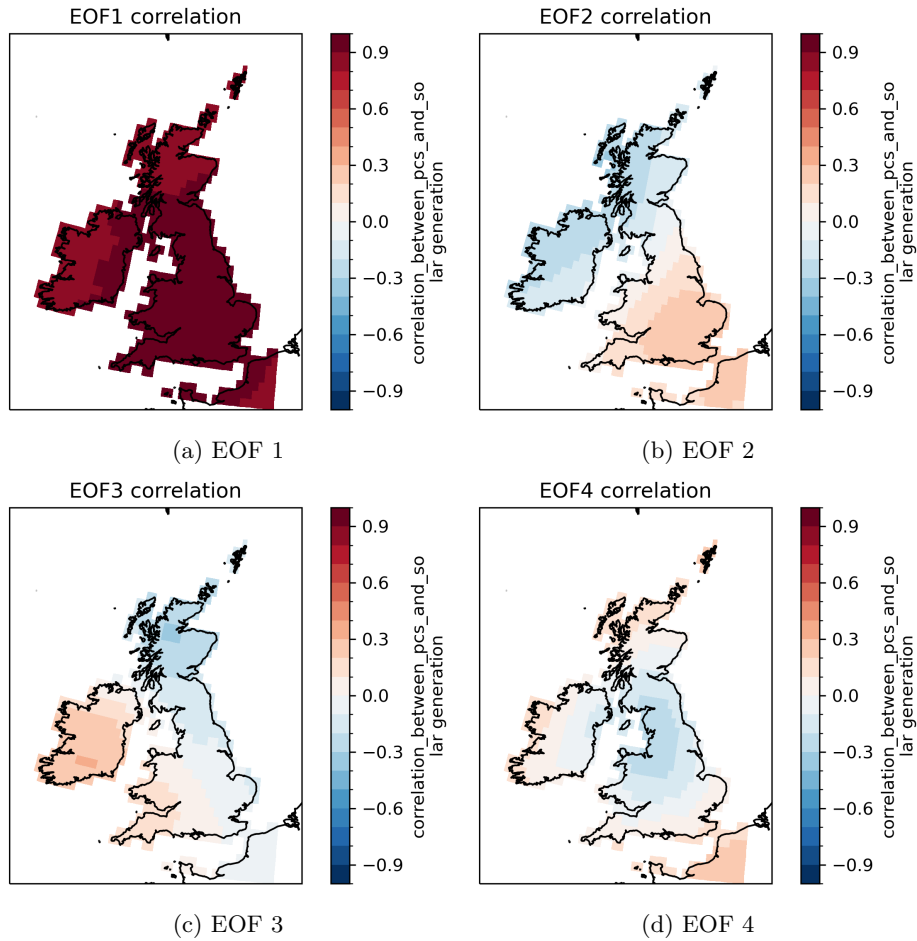 EOF1 correlation
0.9
0.6
0.3
0.0
−0.3
−0.6
−0.9
correlation_between_pcs_and_so
lar generation
(a) EOF 1
EOF2 correlation
0.9
0.6
0.3
0.0
−0.3
−0.6
−0.9
correlation_between_pcs_and_so
lar generation
(b) EOF 2
EOF3 correlation
0.9
0.6
0.3
0.0
−0.3
−0.6
−0.9
correlation_between_pcs_and_so
lar generation
(c) EOF 3
EOF4 correlation
0.9
0.6
0.3
0.0
−0.3
−0.6
−0.9
correlation_between_pcs_and_so
lar generation
(d) EOF 4